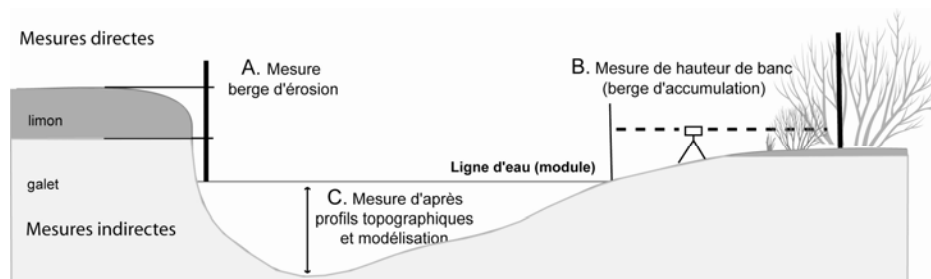 Mesures directes
A. Mesure
berge d'érosion
B. Mesure de hauteur de banc
(berge d'accumulation)
limon
Ligne d'eau (module)
galet
C. Mesure d'après
profils topographiques
et modélisation
Mesures indirectes